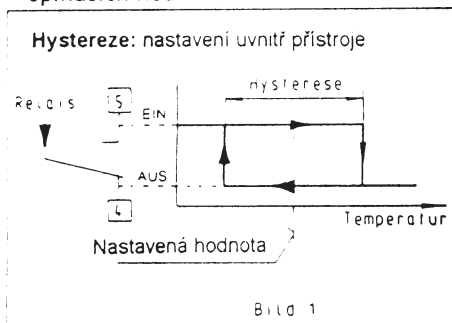 Hystereze: nastavení uvnitř přístroje
Hysterese
Relais
5
EIN
AUS
4
Temperatur
Nastavená hodnota
Bild 1